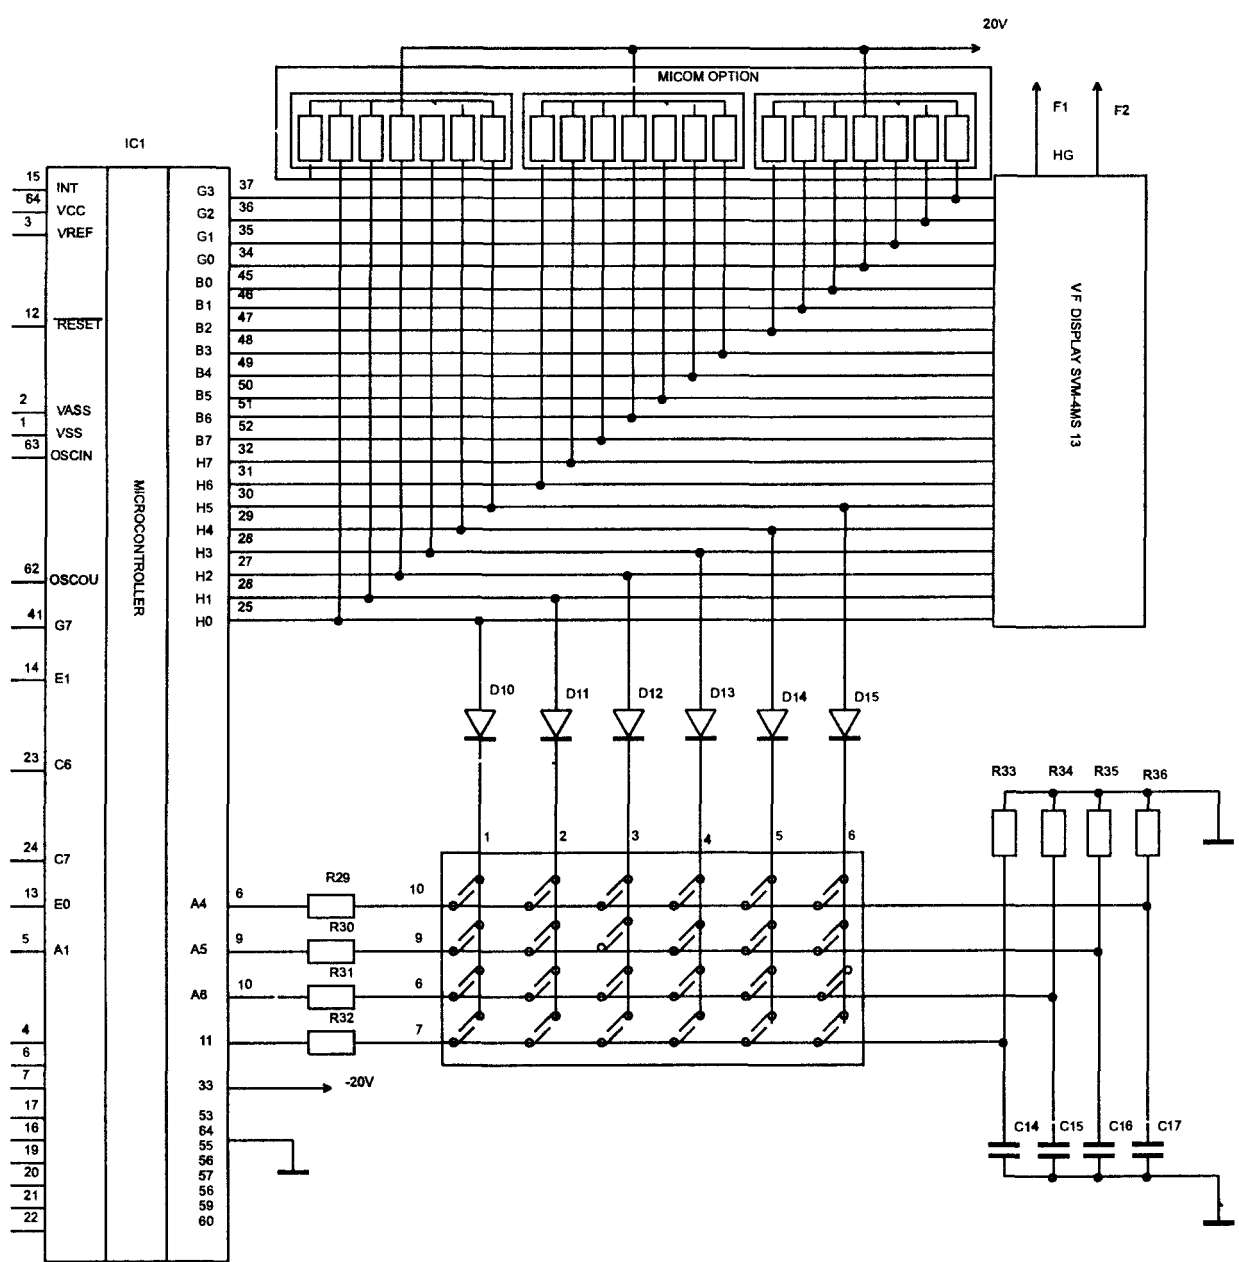 20V
MICOM OPTION
F1
F2
HG
IC1
15 INT
64 VCC
3 VREF
12 RESET
2 VASS
1 VSS
63 OSCIN
62 OSCOU
41 G7
14 E1
23 C6
24 C7
13 E0
5 A1
4
6
7
17
16
19
20
21
22
MICROCONTROLLER
G3 37
G2 36
G1 35
G0 34
B0 45
B1 46
B2 47
B3 48
B4 49
B5 50
B6 51
B7 52
H7 32
H6 31
H5 30
H4 29
H3 28
H2 27
H1 28
H0 25
VF DISPLAY SVM-4MS 13
D10 D11 D12 D13 D14 D15
R33 R34 R35 R36
1 2 3 4 5 6
A4 6 R29 10
A5 9 R30 9
A8 10 R31 6
11 R32 7
33 -20V
53
64
55
56
57
56
59
60
C14 C15 C16 C17